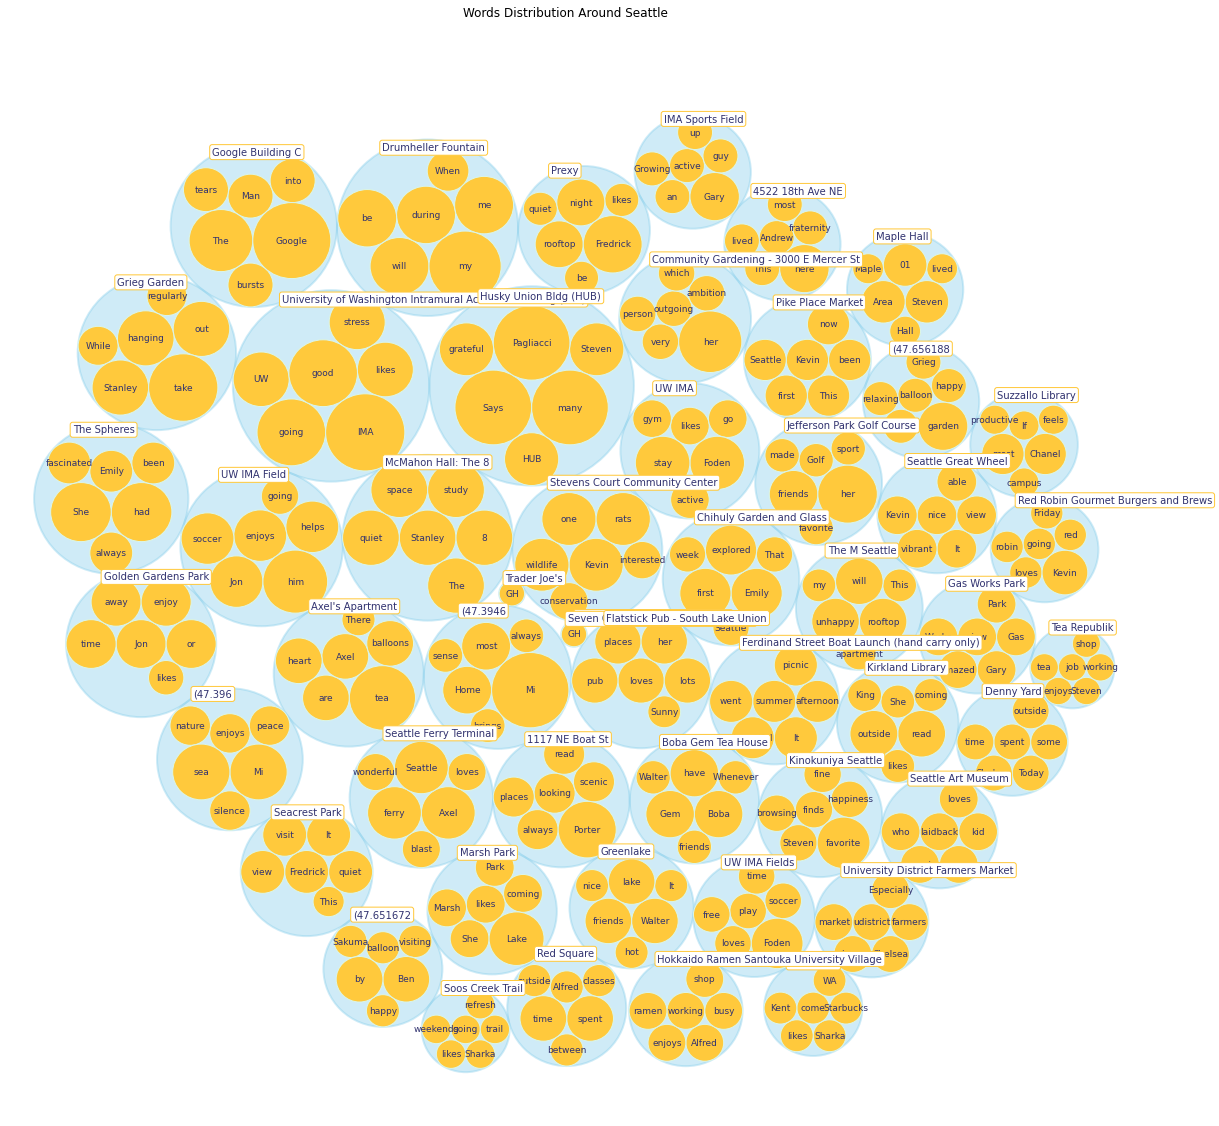 Words Distribution Around Seattle
IMA Sports Field
up
Growing
active
guy
an
Gary
Google Building C
tears
Man
into
The
Google
bursts
Drumheller Fountain
When
be
during
me
will
my
Prexy
quiet
night
likes
rooftop
Fredrick
be
4522 18th Ave NE
most
fraternity
lived
Andrew
This
here
Maple Hall
Maple
01
lived
Area
Steven
Hall
Community Gardening - 3000 E Mercer St
which
ambition
person
outgoing
very
her
Grieg Garden
regularly
While
hanging
out
Stanley
take
University of Washington Intramural Ac
stress
UW
good
likes
going
IMA
Husky Union Bldg (HUB)
grateful
Pagliacci
Steven
Says
many
HUB
Pike Place Market
now
Seattle
Kevin
been
first
This
(47.656188
Grieg
happy
relaxing
balloon
garden
UW IMA
gym
likes
go
stay
Foden
active
Suzzallo Library
productive
If
feels
Chanel
campus
Jefferson Park Golf Course
made
Golf
sport
friends
her
favorite
The Spheres
fascinated
Emily
been
She
had
always
UW IMA Field
going
soccer
enjoys
helps
Jon
him
McMahon Hall: The 8
space
study
quiet
Stanley
8
The
Seattle Great Wheel
able
Kevin
nice
view
vibrant
It
Stevens Court Community Center
one
rats
wildlife
Kevin
interested
conservation
Red Robin Gourmet Burgers and Brews
Friday
robin
going
red
loves
Kevin
Chihuly Garden and Glass
week
explored
That
first
Emily
Seattle
The M Seattle
my
will
This
unhappy
rooftop
apartment
Golden Gardens Park
away
enjoy
time
Jon
or
likes
Trader Joe's
GH
GH
Gas Works Park
Park
Gas
Gary
Axel's Apartment
There
heart
Axel
balloons
are
tea
(47.3946
sense
most
always
Home
Mi
brings
Seven
Flatstick Pub - South Lake Union
places
her
pub
loves
lots
Sunny
Tea Republik
shop
tea
job
working
enjoys
Steven
Ferdinand Street Boat Launch (hand carry only)
picnic
went
summer
afternoon
It
Kirkland Library
King
She
coming
outside
read
likes
Denny Yard
outside
time
spent
some
Today
(47.396
nature
enjoys
peace
sea
Mi
silence
Seattle Ferry Terminal
wonderful
Seattle
loves
ferry
Axel
blast
1117 NE Boat St
read
places
looking
scenic
always
Porter
Boba Gem Tea House
Walter
have
Whenever
Gem
Boba
friends
Kinokuniya Seattle
fine
browsing
finds
happiness
Steven
favorite
Seattle Art Museum
loves
who
laidback
kid
Seacrest Park
visit
It
view
Fredrick
quiet
This
Marsh Park
Park
Marsh
likes
coming
She
Lake
Greenlake
nice
lake
It
friends
Walter
hot
UW IMA Fields
time
free
play
soccer
loves
Foden
University District Farmers Market
Especially
market
udistrict
farmers
(47.651672
Sakuma
balloon
visiting
by
Ben
happy
Red Square
outside
Alfred
classes
time
spent
between
Hokkaido Ramen Santouka University Village
shop
ramen
working
busy
enjoys
Alfred
WA
Kent
come
Starbucks
likes
Sharka
Soos Creek Trail
refresh
weekends
going
trail
likes
Sharka